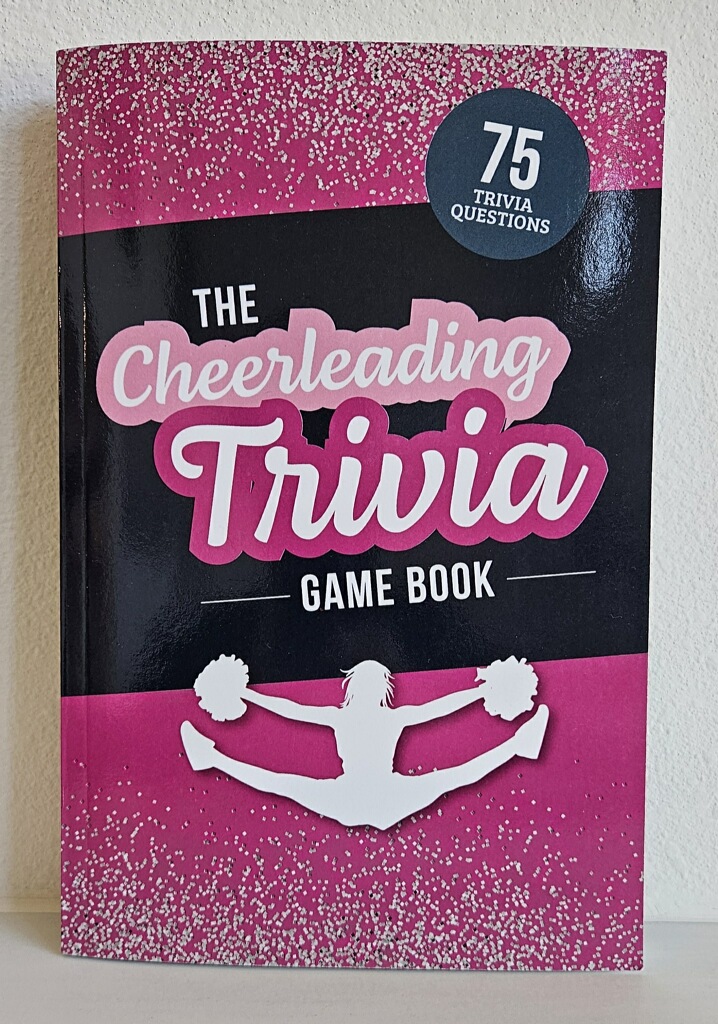 75
TRIVIA
QUESTIONS
THE
Cheerleading
Trivia
GAME BOOK